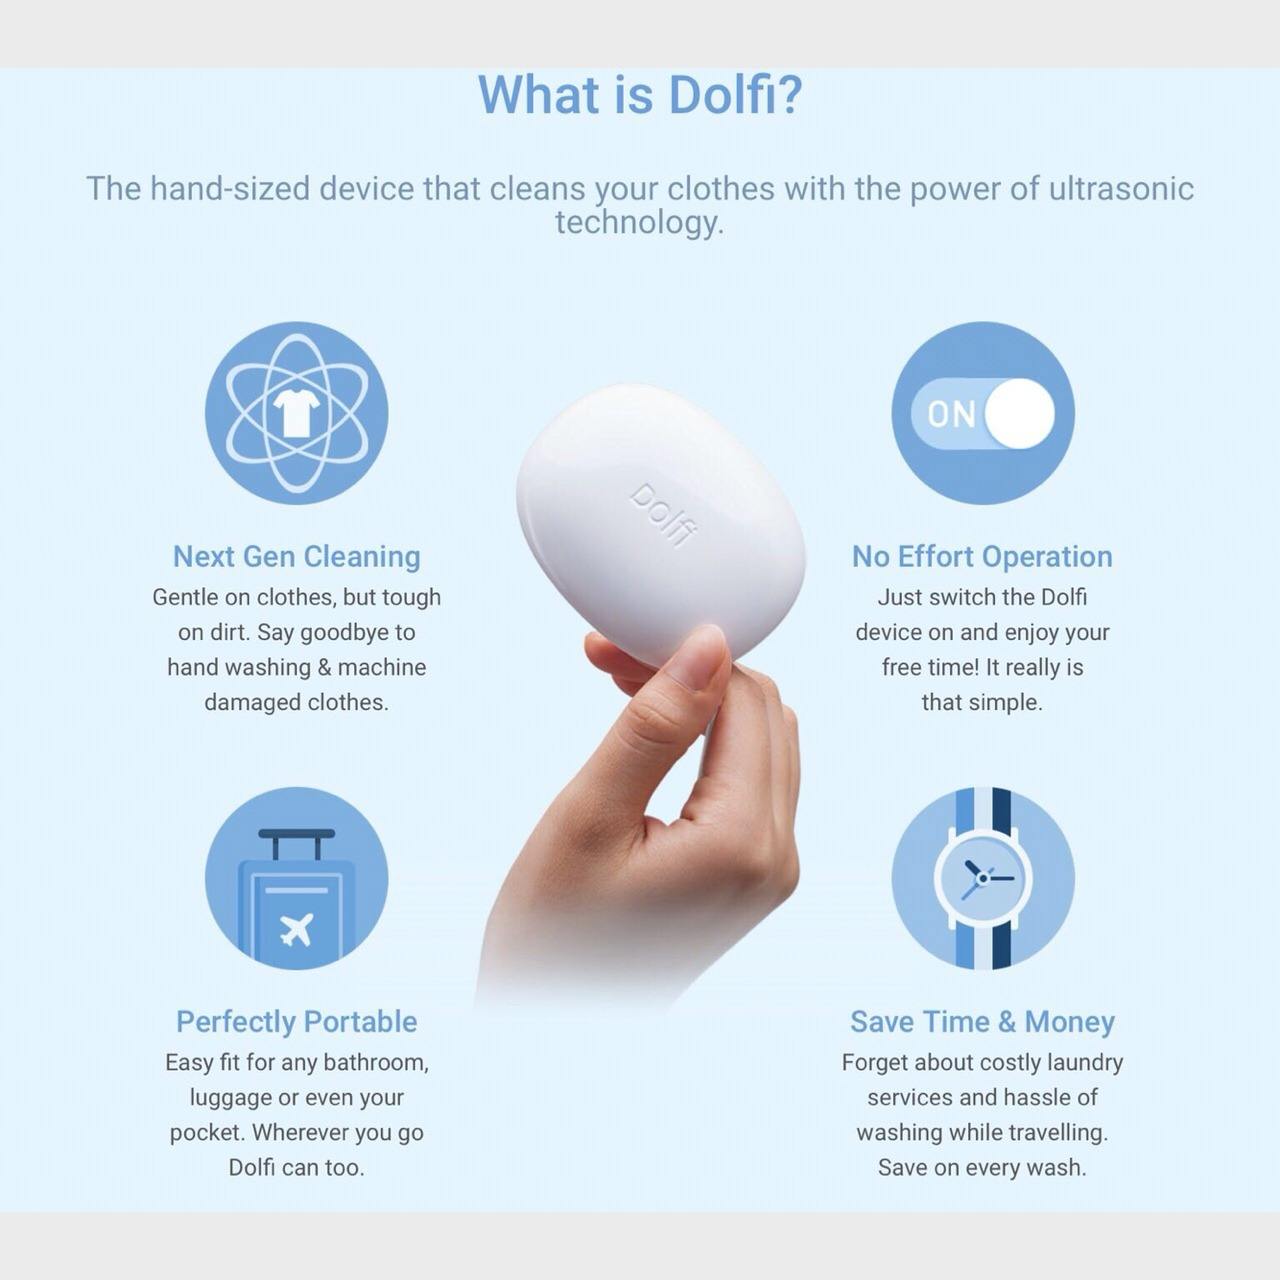 What is Dolfi?
The hand-sized device that cleans your clothes with the power of ultrasonic
technology.
Dolfi
Next Gen Cleaning
Gentle on clothes, but tough
on dirt. Say goodbye to
hand washing & machine
damaged clothes.
ON
No Effort Operation
Just switch the Dolfi
device on and enjoy your
free time! It really is
that simple.
Perfectly Portable
Easy fit for any bathroom,
luggage or even your
pocket. Wherever you go
Dolfi can too.
Save Time & Money
Forget about costly laundry
services and hassle of
washing while travelling.
Save on every wash.